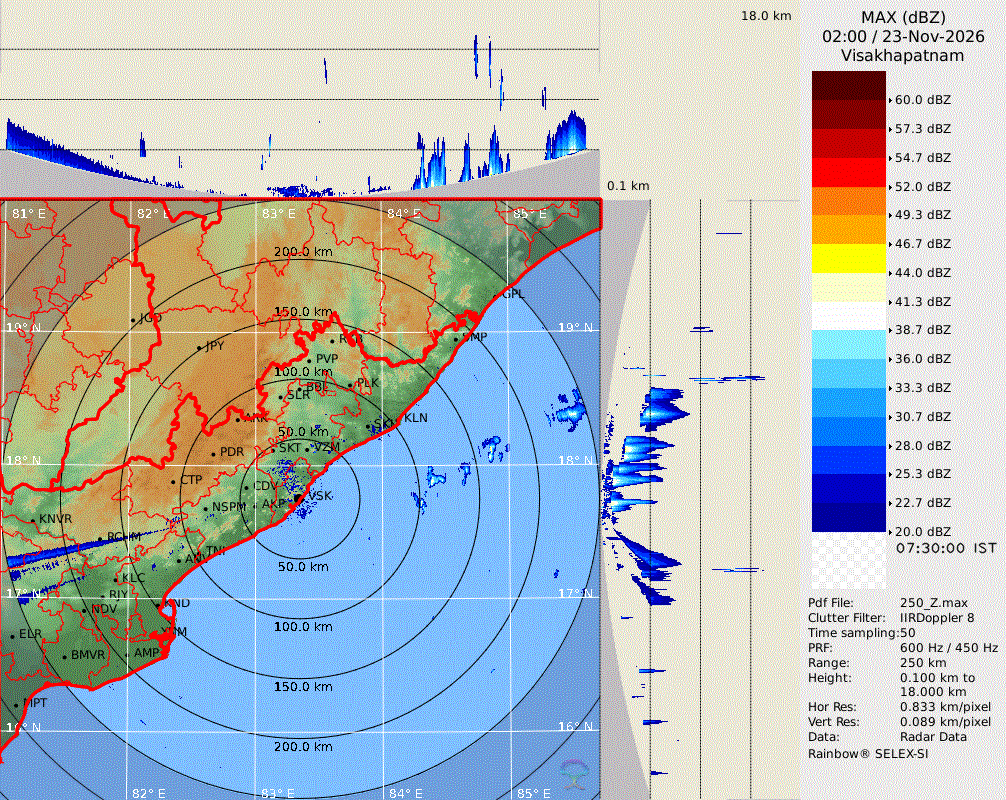 18.0 km
0.1 km
MAX (dBZ)
02:00 / 23-Nov-2026
Visakhapatnam
60.0 dBZ
57.3 dBZ
54.7 dBZ
52.0 dBZ
49.3 dBZ
46.7 dBZ
44.0 dBZ
41.3 dBZ
38.7 dBZ
36.0 dBZ
33.3 dBZ
30.7 dBZ
28.0 dBZ
25.3 dBZ
22.7 dBZ
20.0 dBZ
07:30:00 IST
Pdf File: 250_Z.max
Clutter Filter: IIRDoppler 8
Time sampling:50
PRF: 600 Hz / 450 Hz
Range: 250 km
Height: 0.100 km to
18.000 km
Hor Res: 0.833 km/pixel
Vert Res: 0.089 km/pixel
Data: Radar Data
Rainbow® SELEX-SI
81° E 82° E 83° E 84° E 85° E
200.0 km
GPL
150.0 km
JGD
19° N 19° N
JPY
PVP
100.0 km
BBL PLK
SLR
KLN
50.0 km
SKT VZM
PDR
18° N 18° N
CTP
CDV
VSK
NSPM AKP
KNVR
TNI
50.0 km
KLC
RJY
17° N 17° N
NDV
100.0 km
ELR
BMVR AMP
150.0 km
16° N 16° N
200.0 km
82° E 83° E 84° E 85° E